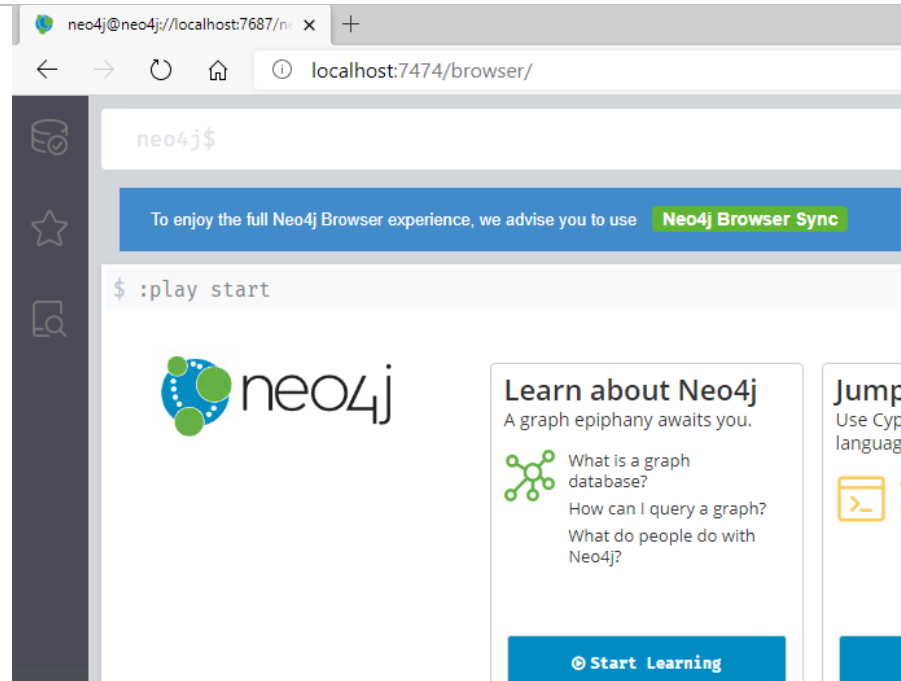 neo4j@neo4j://localhost:7687/ne
localhost:7474/browser/
neo4j$
To enjoy the full Neo4j Browser experience, we advise you to use Neo4j Browser Sync
$ :play start
neo4j
Learn about Neo4j
A graph epiphany awaits you.
What is a graph
database?
How can I query a graph?
What do people do with
Neo4j?
Start Learning
Jump
Use Cyp
languag